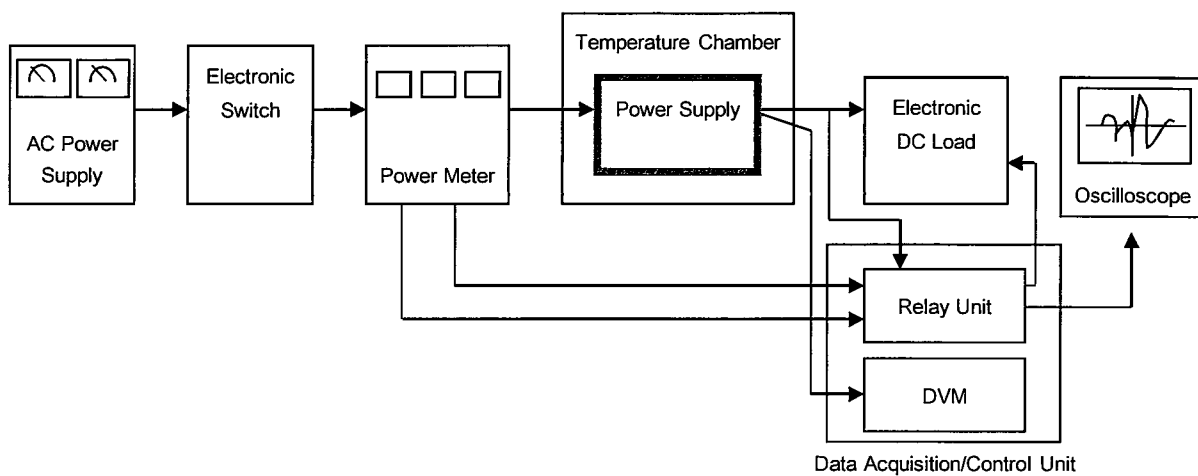 AC Power
Supply
Electronic
Switch
Power Meter
Temperature Chamber
Power Supply
Electronic
DC Load
Oscilloscope
Relay Unit
DVM
Data Acquisition/Control Unit